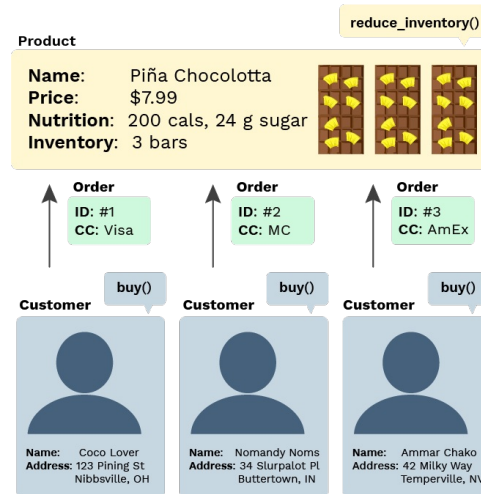 reduce_inventory()
Product
Name: Piña Chocolotta
Price: $7.99
Nutrition: 200 cals, 24 g sugar
Inventory: 3 bars
Order
ID: #1
CC: Visa
Order
ID: #2
CC: MC
Order
ID: #3
CC: AmEx
buy()
buy()
buy()
Customer
Name: Coco Lover
Address: 123 Pining St
Nibbsville, OH
Customer
Name: Nomandy Noms
Address: 34 Slurpalot Pl
Buttertown, IN
Customer
Name: Ammar Chako
Address: 42 Milky Way
Temperville, NV